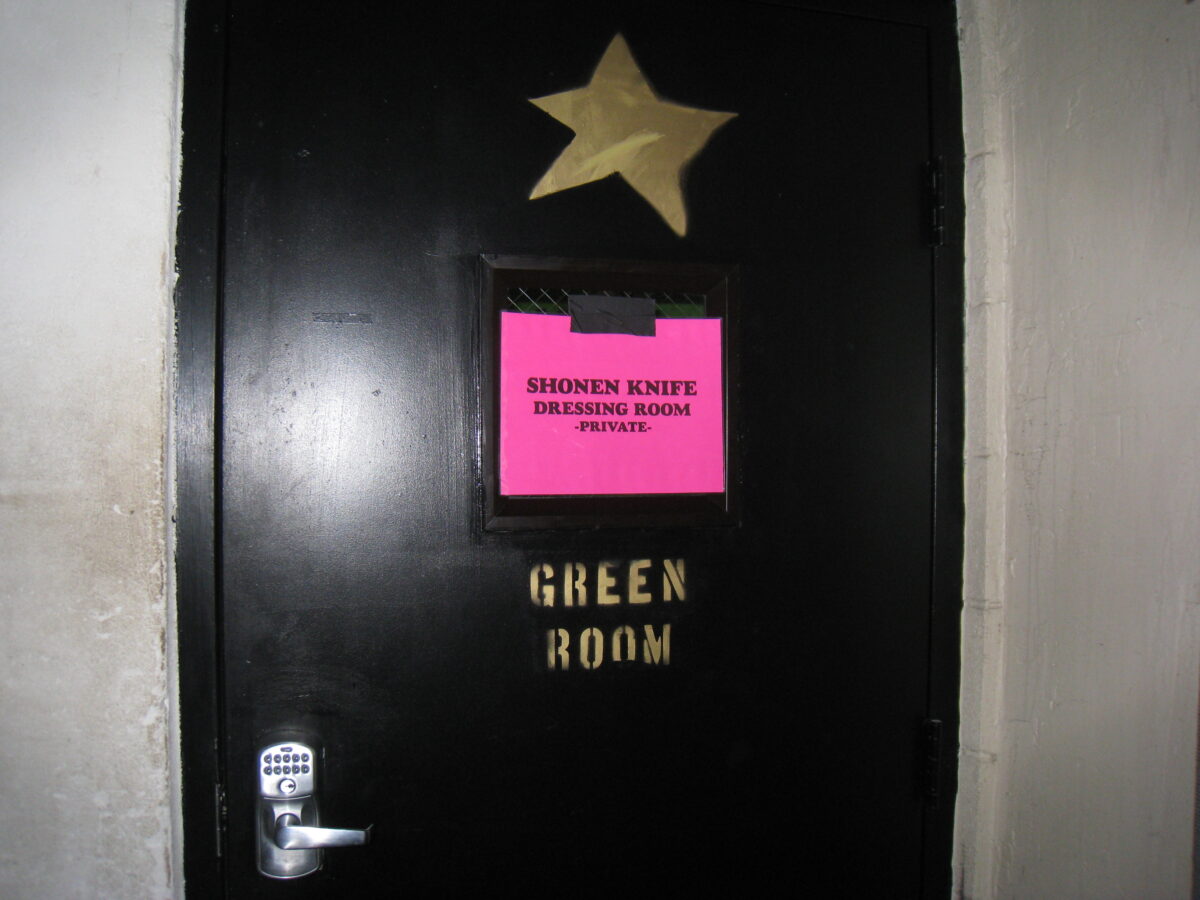 SHONEN KNIFE
DRESSING ROOM
-PRIVATE-
GREEN
ROOM